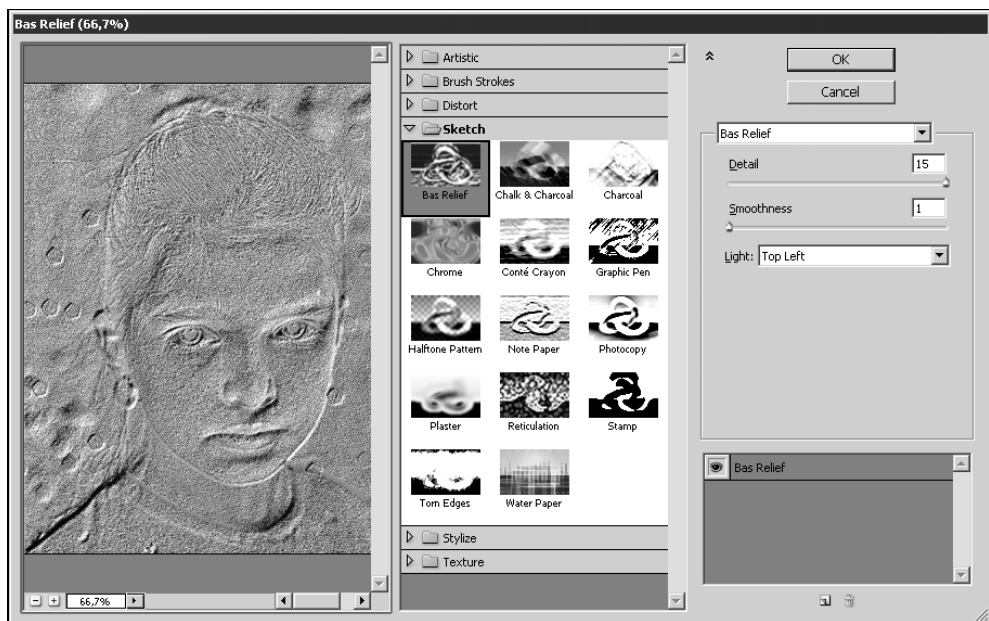 Bas Relief (66,7%)
Artistic
Brush Strokes
Distort
Sketch
Bas Relief
Chalk & Charcoal
Charcoal
Chrome
Conté Crayon
Graphic Pen
Halftone Pattern
Note Paper
Photocopy
Plaster
Reticulation
Stamp
Torn Edges
Water Paper
Stylize
Texture
66,7%
OK
Cancel
Bas Relief
Detail
15
Smoothness
1
Light: Top Left
Bas Relief